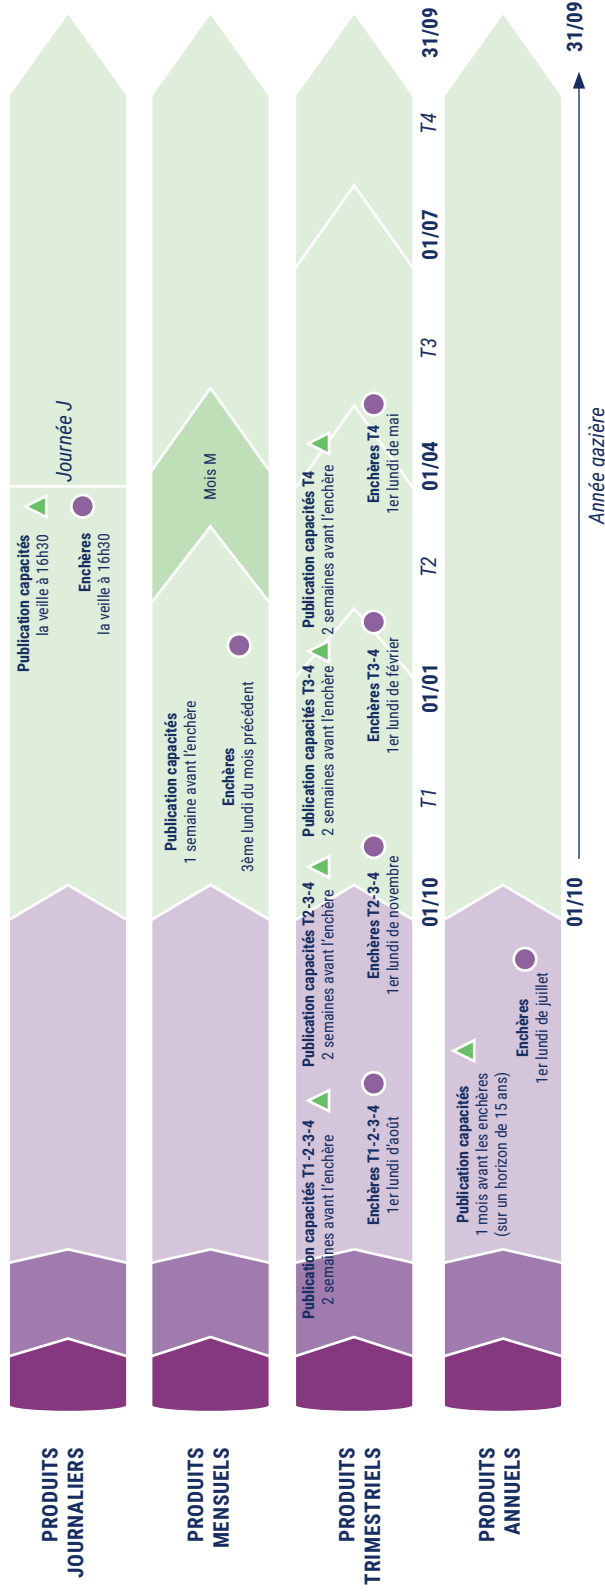 PRODUITS
JOURNALIERS
Publication capacités
la veille à 16h30
Enchères
la veille à 16h30
Journée J
PRODUITS
MENSUELS
Publication capacités
1 semaine avant l'enchère
Enchères
3ème lundi du mois précédent
Mois M
PRODUITS
TRIMESTRIELS
Publication capacités T1-2-3-4
2 semaines avant l'enchère
Enchères T1-2-3-4
1er lundi d'août
Publication capacités T2-3-4
2 semaines avant l'enchère
Enchères T2-3-4
1er lundi de novembre
Publication capacités T3-4
2 semaines avant l'enchère
Enchères T3-4
1er lundi de février
Publication capacités T4
2 semaines avant l'enchère
Enchères T4
1er lundi de mai
01/10
T1
01/01
T2
01/04
T3
01/07
T4
31/09
PRODUITS
ANNUELS
Publication capacités
1 mois avant les enchères
(sur un horizon de 15 ans)
Enchères
1er lundi de juillet
01/10
31/09
Année gazière